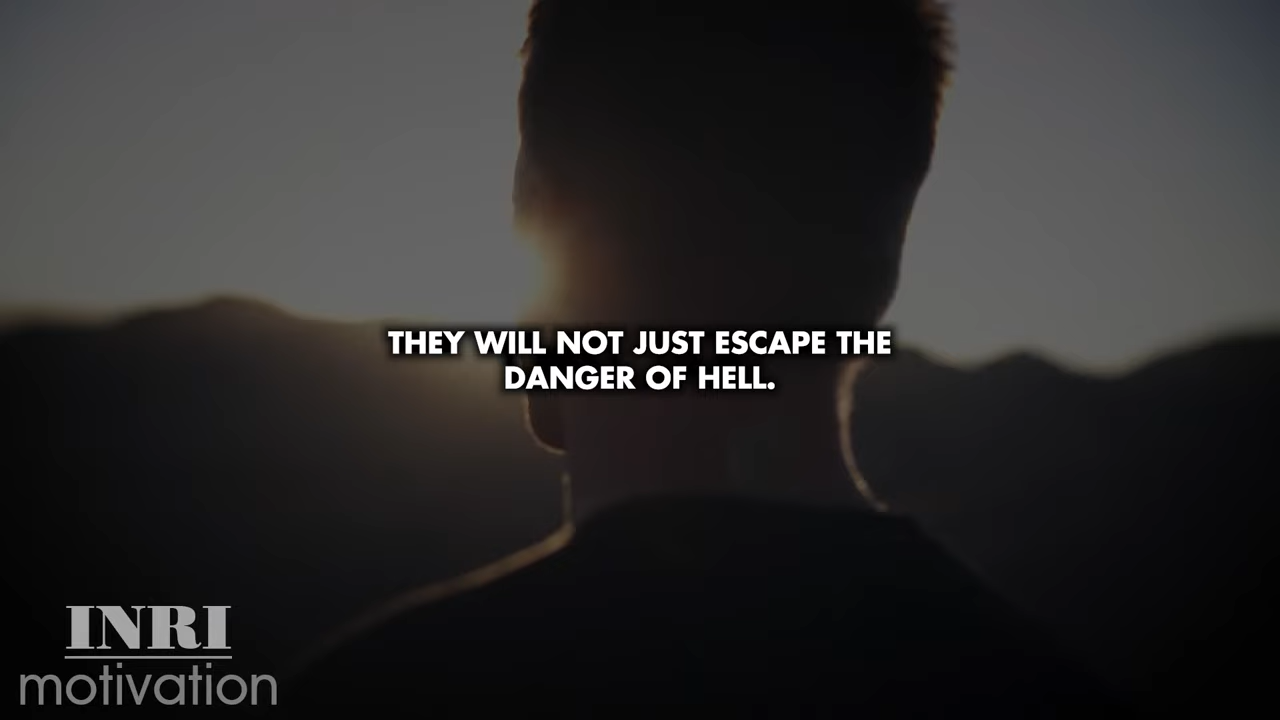 THEY WILL NOT JUST ESCAPE THE
DANGER OF HELL.
INRI
motivation